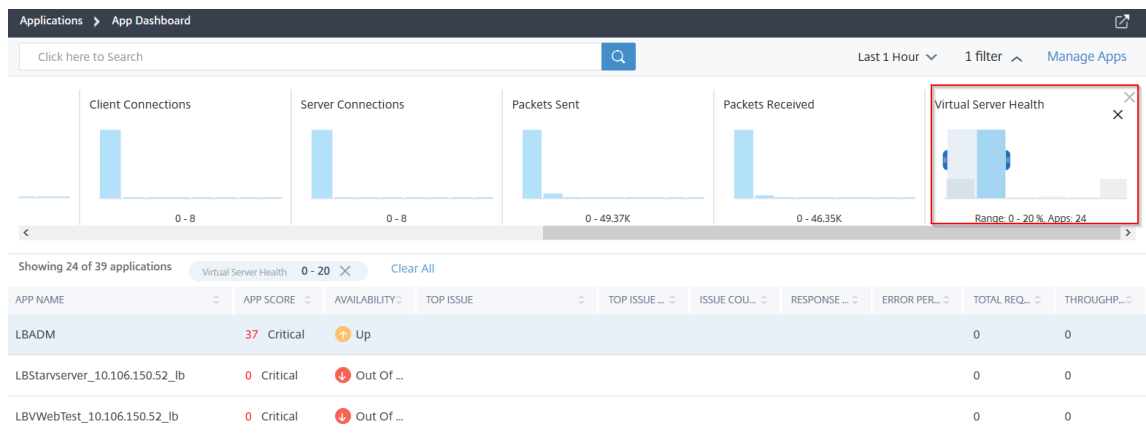 Applications > App Dashboard
Click here to Search
Last 1 Hour
1 filter
Manage Apps
Client Connections
Server Connections
Packets Sent
Packets Received
Virtual Server Health
0 - 8
0 - 8
0 - 49.37K
0 - 46.35K
Range: 0 - 20 %, Apps: 24
Showing 24 of 39 applications
Virtual Server Health 0 - 20
Clear All
APP NAME APP SCORE AVAILABILITY TOP ISSUE TOP ISSUE ... ISSUE COU... RESPONSE ... ERROR PER... TOTAL REQ... THROUGHP...
LBADM 37 Critical Up 0 0
LBStarvserver_10.106.150.52_lb 0 Critical Out Of ... 0 0
LBVWebTest_10.106.150.52_lb 0 Critical Out Of ... 0 0